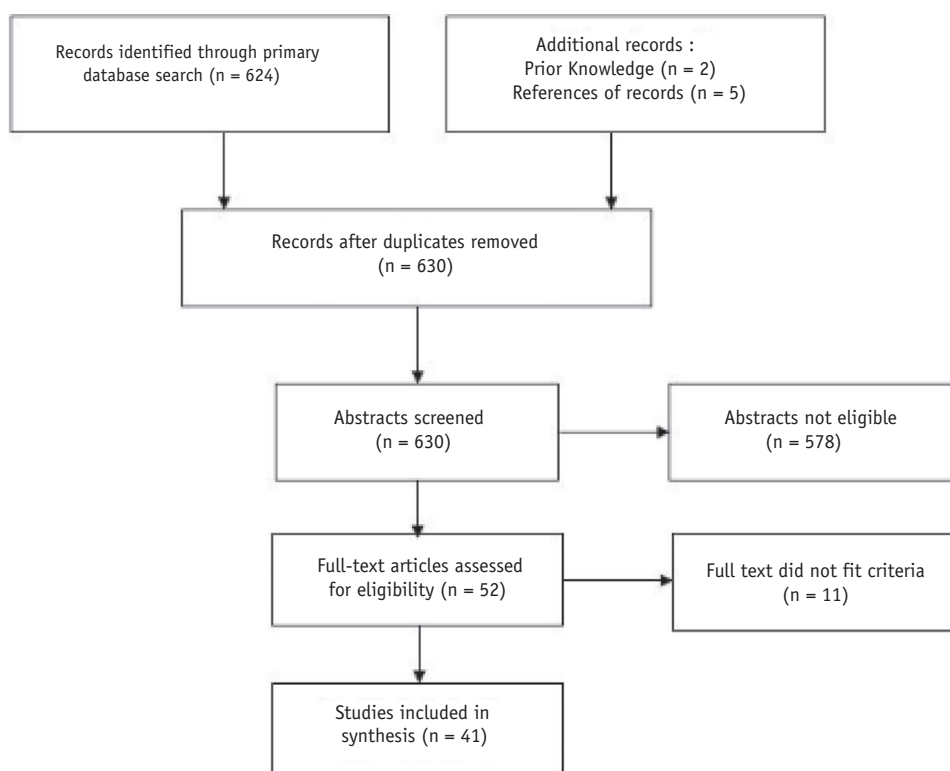 Records identified through primary
database search (n = 624)
Additional records :
Prior Knowledge (n = 2)
References of records (n = 5)
Records after duplicates removed
(n = 630)
Abstracts screened
(n = 630)
Abstracts not eligible
(n = 578)
Full-text articles assessed
for eligibility (n = 52)
Full text did not fit criteria
(n = 11)
Studies included in
synthesis (n = 41)